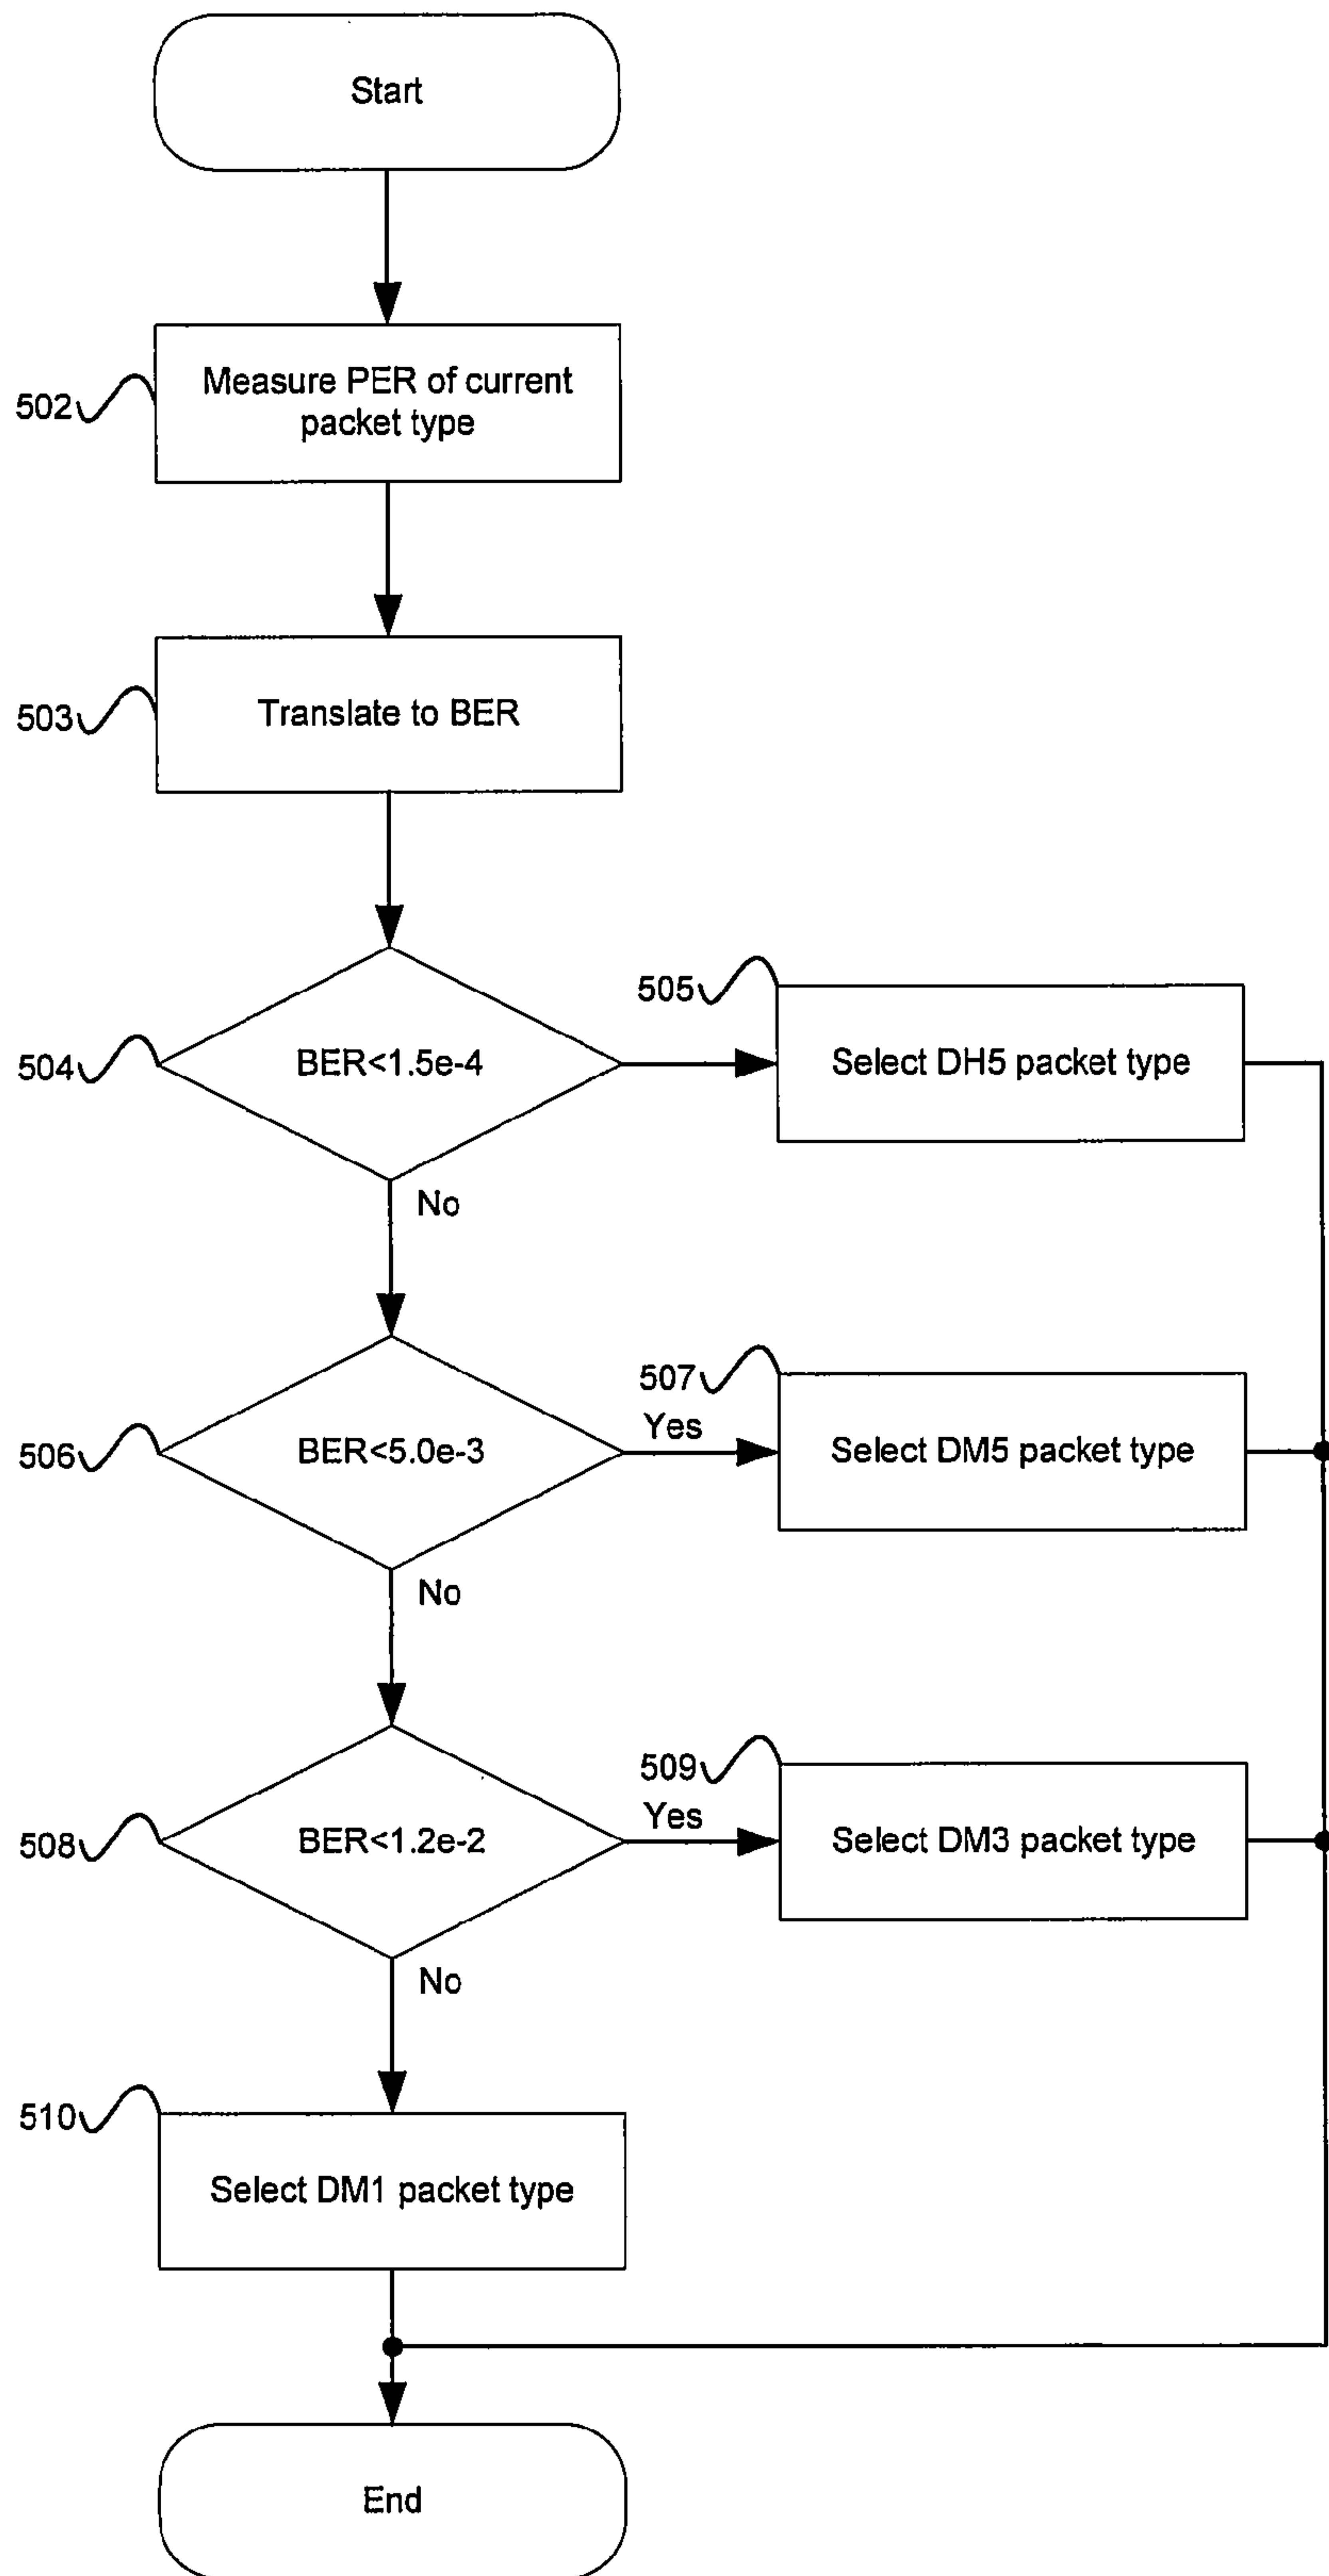 Start
502
Measure PER of current
packet type
503
Translate to BER
504
BER<1.5e-4
505
Select DH5 packet type
No
506
BER<5.0e-3
Yes
507
Select DM5 packet type
No
508
BER<1.2e-2
Yes
509
Select DM3 packet type
No
510
Select DM1 packet type
End